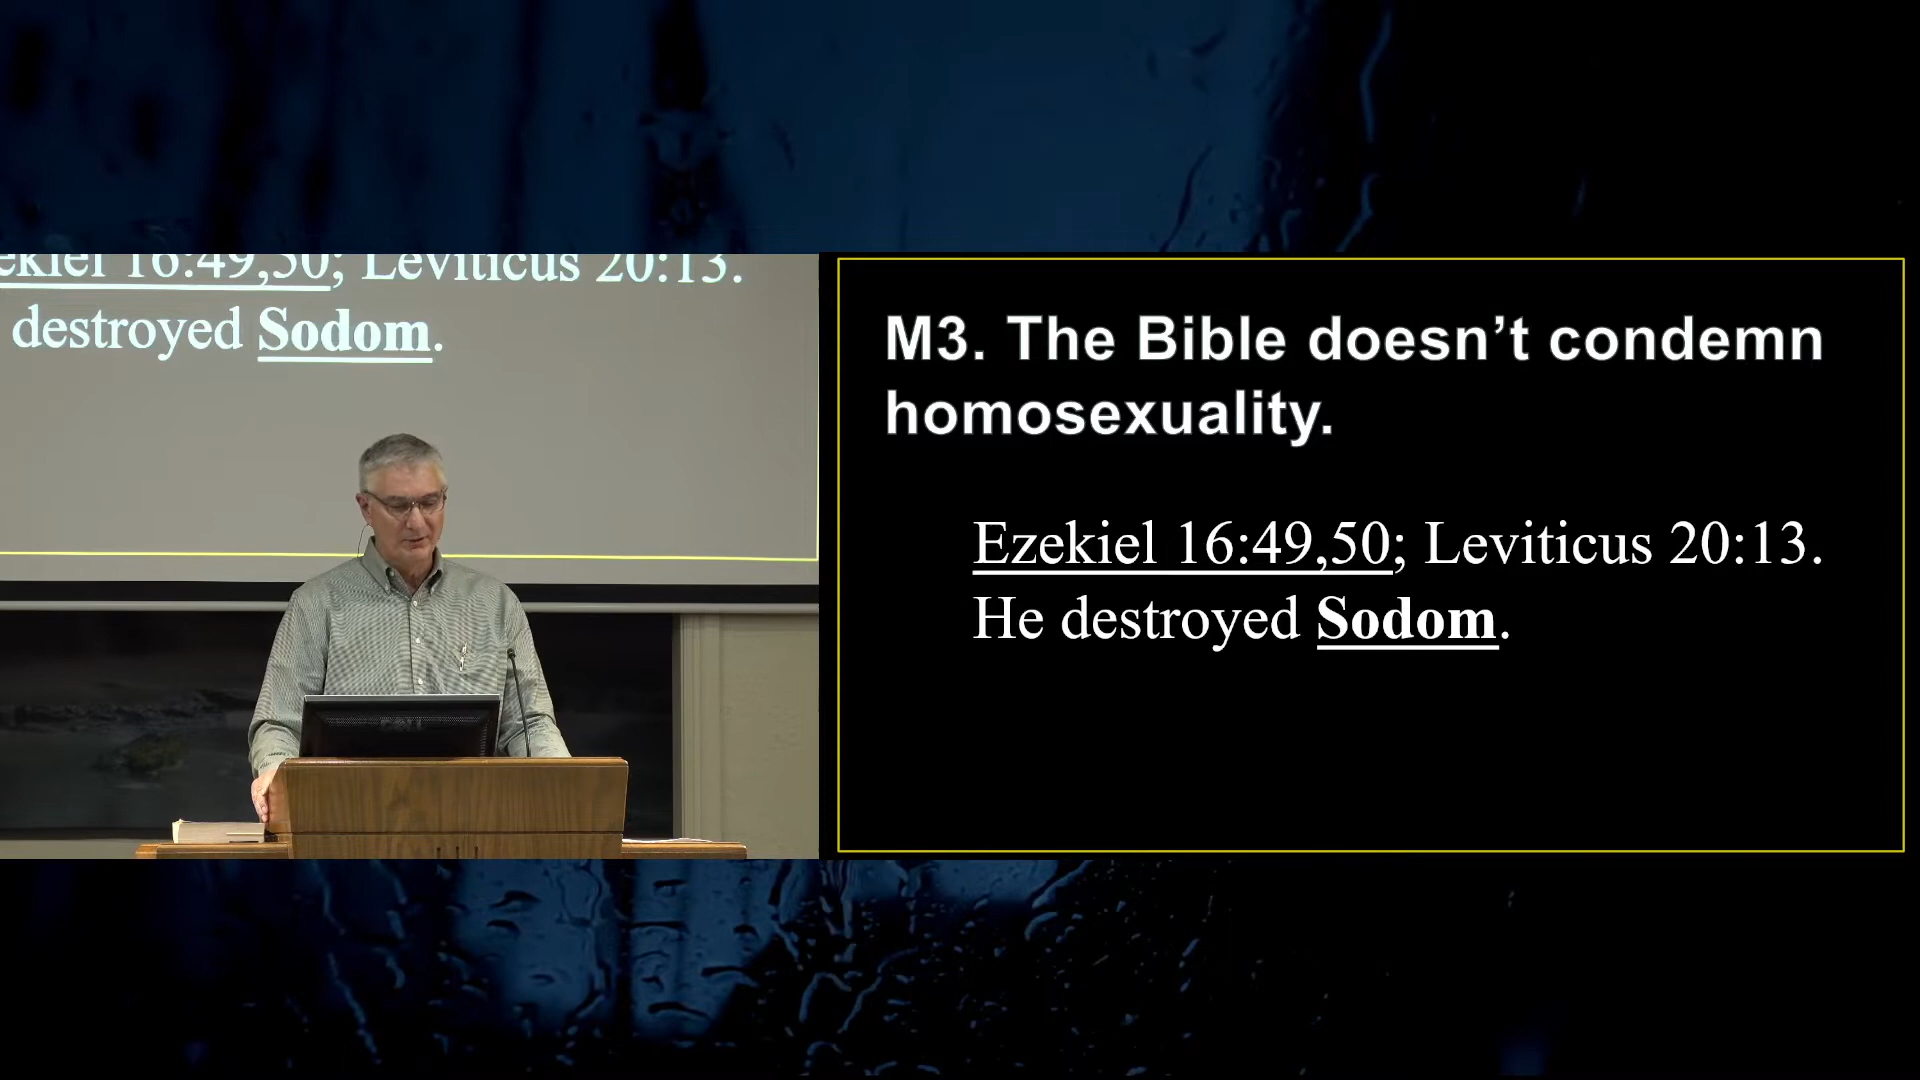 ekiel 16:49,50; Leviticus 20:13.
destroyed Sodom.
M3. The Bible doesn’t condemn
homosexuality.
Ezekiel 16:49,50; Leviticus 20:13.
He destroyed Sodom.